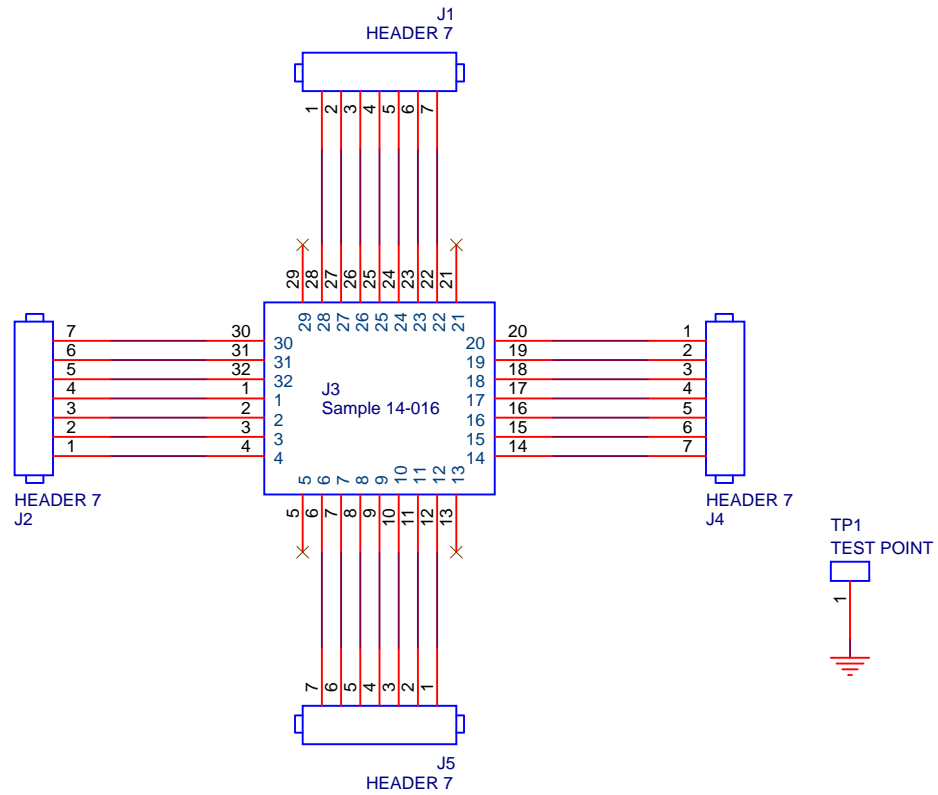 J1
HEADER 7
1 2 3 4 5 6 7
29 28 27 26 25 24 23 22 21
29 28 27 26 25 24 23 22 21
7 30 30
6 31 31
5 32 32
4 1 1
3 2 2
2 3 3
1 4 4
J3
Sample 14-016
20 20 1
19 19 2
18 18 3
17 17 4
16 16 5
15 15 6
14 14 7
HEADER 7
J2
HEADER 7
J4
5 6 7 8 9 10 11 12 13
5 6 7 8 9 10 11 12 13
TP1
TEST POINT
1
7 6 5 4 3 2 1
J5
HEADER 7